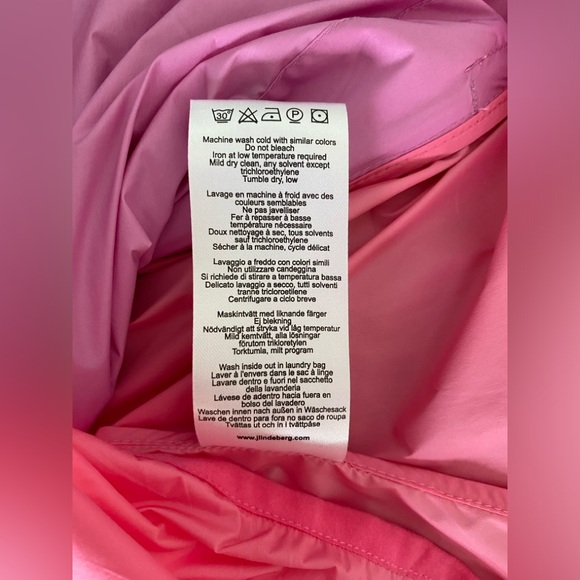 30°
P
Machine wash cold with similar colors
Do not bleach
Iron at low temperature required
Mild dry clean, any solvent except
trichloroethylene
Tumble dry, low
Lavage en machine à froid avec des
couleurs semblables
Ne pas javelliser
Fer à repasser à basse
température nécessaire
Doux nettoyage à sec, tous solvents
sauf trichloroethylene
Sécher à la machine, cycle délicat
Lavaggio a freddo con colori simili
Non utilizzare candeggina
Si richiede di stirare a temperatura bassa
Delicato lavaggio a secco, tutti solventi
tranne tricloroetilene
Centrifugare a ciclo breve
Maskintvätt med liknande färger
Ej blekning
Nödvändigt att stryka vid låg temperatur
Mild kemtvätt, alla lösningar
förutom trikloretylen
Torktumla, milt program
Wash inside out in laundry bag
Laver à l'envers dans le sac à linge
Lavare dentro e fuori nel sacchetto
della lavanderia
Lávese de adentro hacia fuera en
bolso del lavadero
Waschen innen nach außen in Wäschesack
Lave de dentro para fora no saco de roupa
Tvättas ut och in i tvättpåse
www.jlindeberg.com